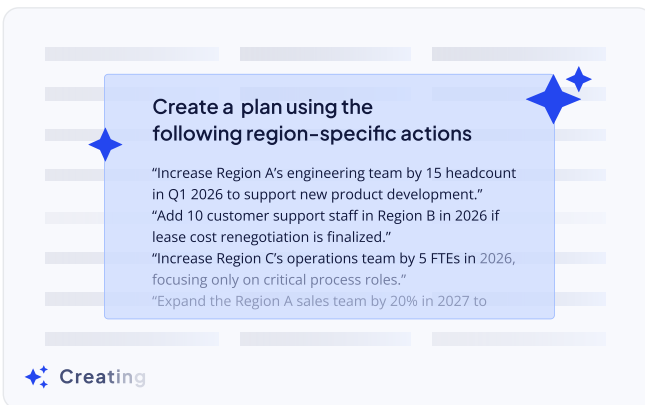 Create a plan using the
following region-specific actions
“Increase Region A’s engineering team by 15 headcount
in Q1 2026 to support new product development.”
“Add 10 customer support staff in Region B in 2026 if
lease cost renegotiation is finalized.”
“Increase Region C’s operations team by 5 FTEs in 2026,
focusing only on critical process roles.”
“Expand the Region A sales team by 20% in 2027 to
Creating